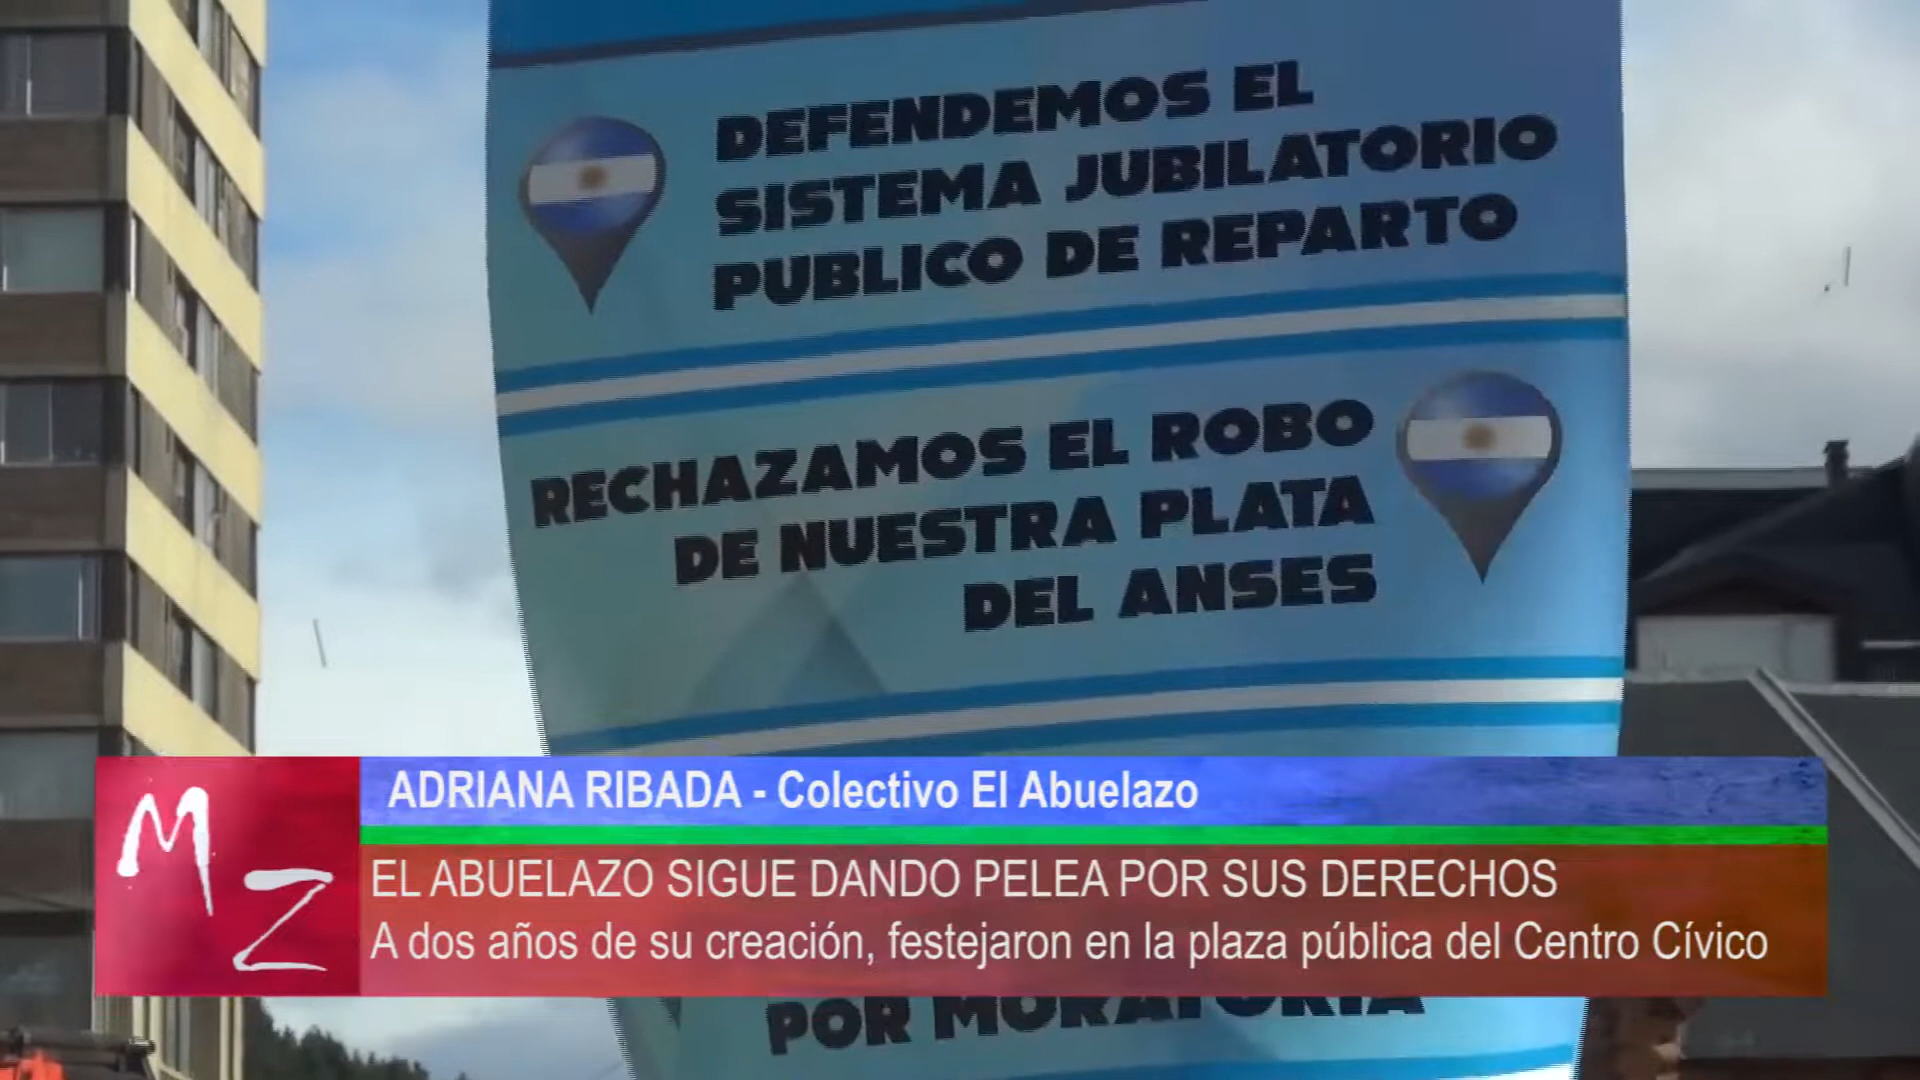 DEFENDEMOS EL
SISTEMA JUBILATORIO
PUBLICO DE REPARTO
RECHAZAMOS EL ROBO
DE NUESTRA PLATA
DEL ANSES
MZ
ADRIANA RIBADA - Colectivo El Abuelazo
EL ABUELAZO SIGUE DANDO PELEA POR SUS DERECHOS
A dos años de su creación, festejaron en la plaza pública del Centro Cívico
POR MORATORIA